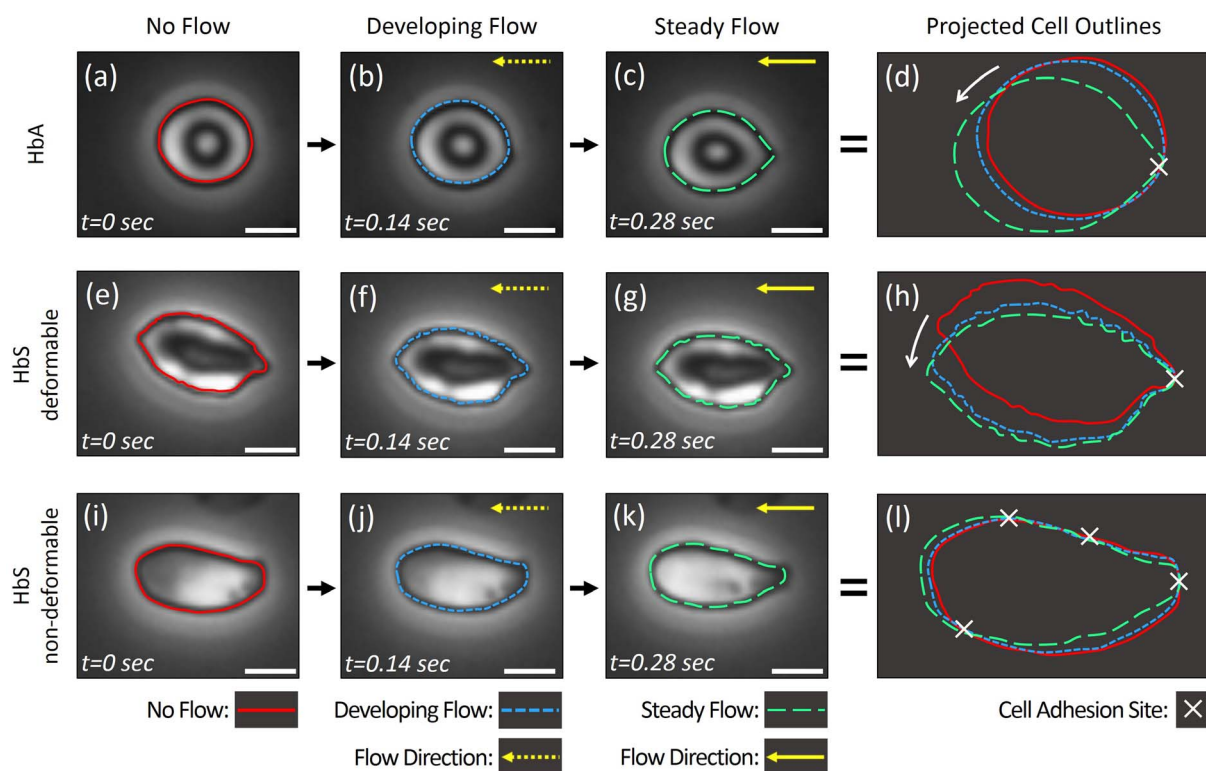 No Flow
Developing Flow
Steady Flow
Projected Cell Outlines
HbA
(a)
t=0 sec
(b)
t=0.14 sec
(c)
t=0.28 sec
=
(d)
HbS
deformable
(e)
t=0 sec
(f)
t=0.14 sec
(g)
t=0.28 sec
=
(h)
HbS
non-deformable
(i)
t=0 sec
(j)
t=0.14 sec
(k)
t=0.28 sec
=
(l)
No Flow:
Developing Flow:
Steady Flow:
Cell Adhesion Site:
Flow Direction:
Flow Direction: